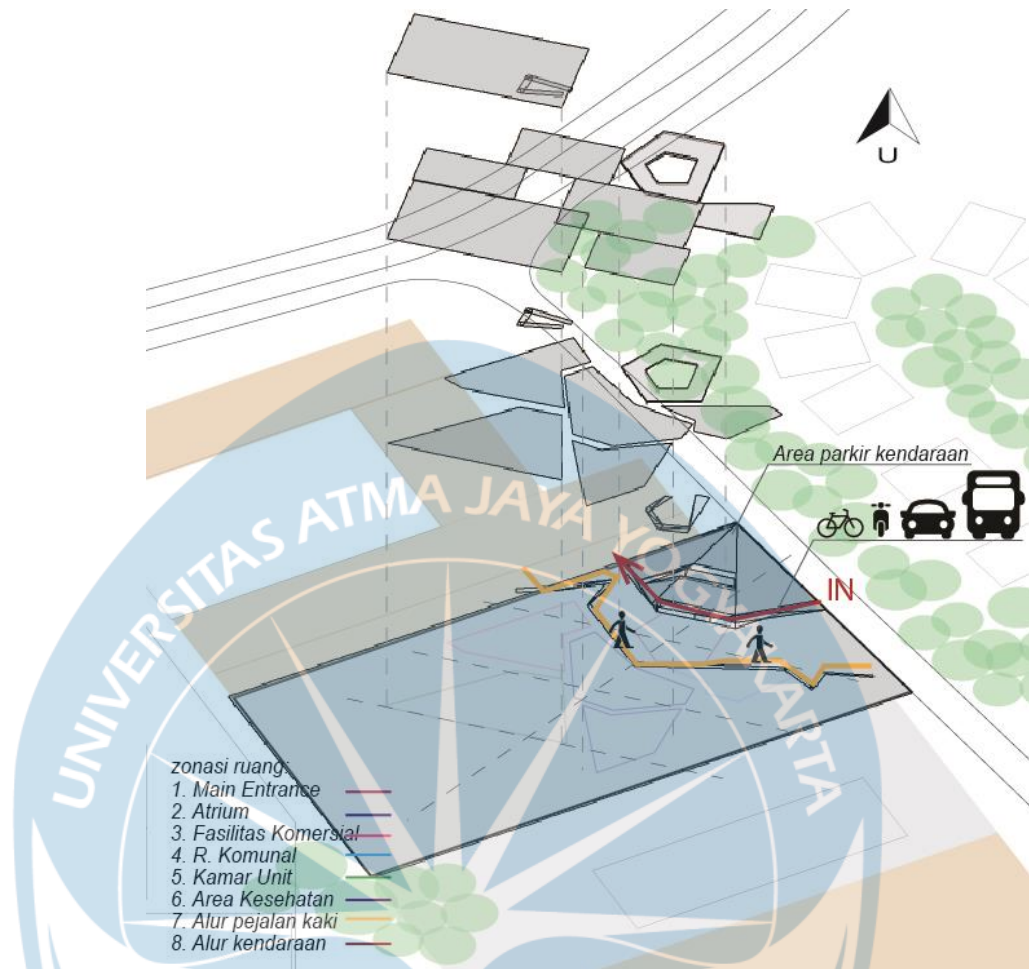 U
Area parkir kendaraan
IN
UNIVERSITAS ATMA JAYA YOGYAKARTA
zonasi ruang:
1. Main Entrance
2. Atrium
3. Fasilitas Komersial
4. R. Komunal
5. Kamar Unit
6. Area Kesehatan
7. Alur pejalan kaki
8. Alur kendaraan